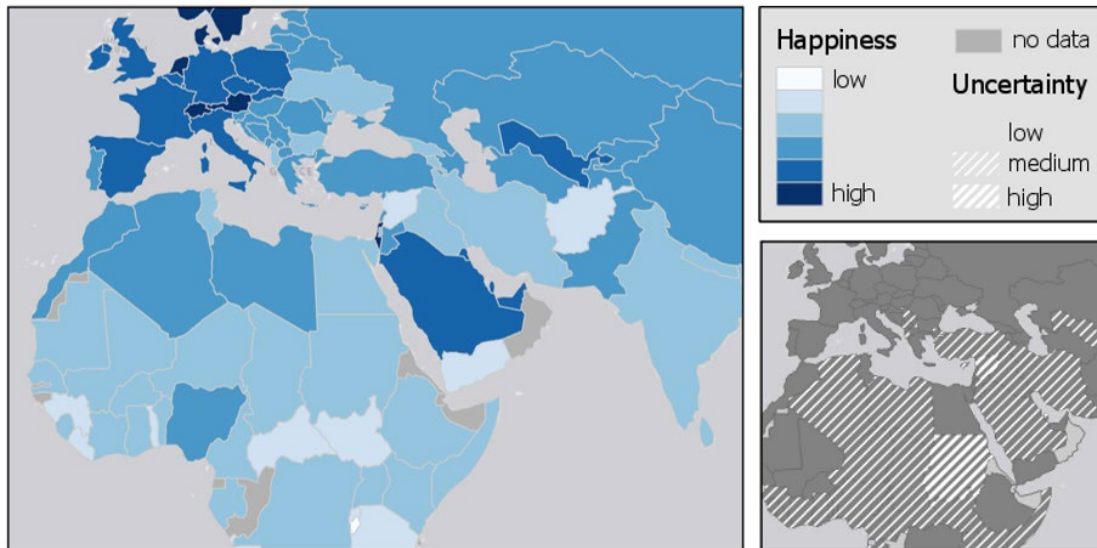 Happiness
low
high
no data
Uncertainty
low
medium
high